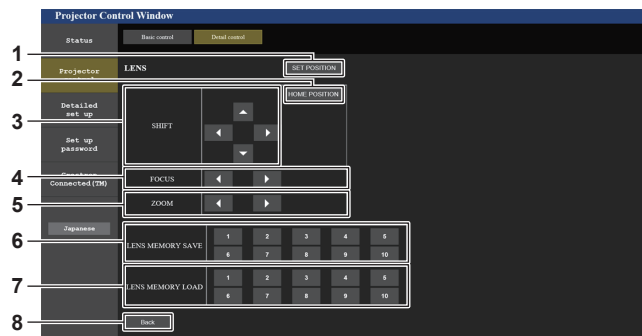 Projector Control Window
Status
Basic control
Detail control
1
SET POSITION
Projector
LENS
2
HOME POSITION
Detailed
set up
3
SHIFT
Set up
password
4
FOCUS
Connected(TM)
5
ZOOM
Japanese
6
LENS MEMORY SAVE
1 2 3 4 5
6 7 8 9 10
7
LENS MEMORY LOAD
1 2 3 4 5
6 7 8 9 10
8
Back